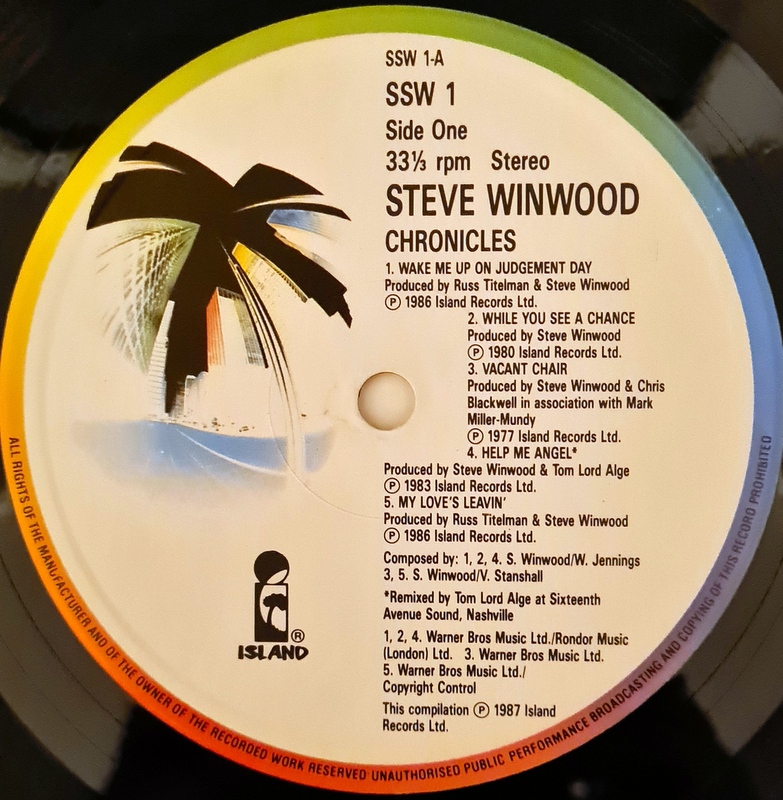 SSW 1-A
SSW 1
Side One
33⅓ rpm Stereo
STEVE WINWOOD
CHRONICLES
1. WAKE ME UP ON JUDGEMENT DAY
Produced by Russ Titelman & Steve Winwood
Ⓟ 1986 Island Records Ltd.
2. WHILE YOU SEE A CHANCE
Produced by Steve Winwood
Ⓟ 1980 Island Records Ltd.
3. VACANT CHAIR
Produced by Steve Winwood & Chris
Blackwell in association with Mark
Miller-Mundy
Ⓟ 1977 Island Records Ltd.
4. HELP ME ANGEL*
Produced by Steve Winwood & Tom Lord Alge
Ⓟ 1983 Island Records Ltd.
5. MY LOVE'S LEAVIN'
Produced by Russ Titelman & Steve Winwood
Ⓟ 1986 Island Records Ltd.
Composed by: 1, 2, 4. S. Winwood/W. Jennings
3, 5. S. Winwood/V. Stanshall
*Remixed by Tom Lord Alge at Sixteenth
Avenue Sound, Nashville
1, 2, 4. Warner Bros Music Ltd./Rondor Music
(London) Ltd. 3. Warner Bros Music Ltd.
5. Warner Bros Music Ltd./
Copyright Control
This compilation Ⓟ 1987 Island
Records Ltd.
®
ISLAND
ALL RIGHTS OF THE MANUFACTURER AND OF THE OWNER OF THE RECORDED WORK RESERVED UNAUTHORISED PUBLIC PERFORMANCE BROADCASTING AND COPYING OF THIS RECORD PROHIBITED